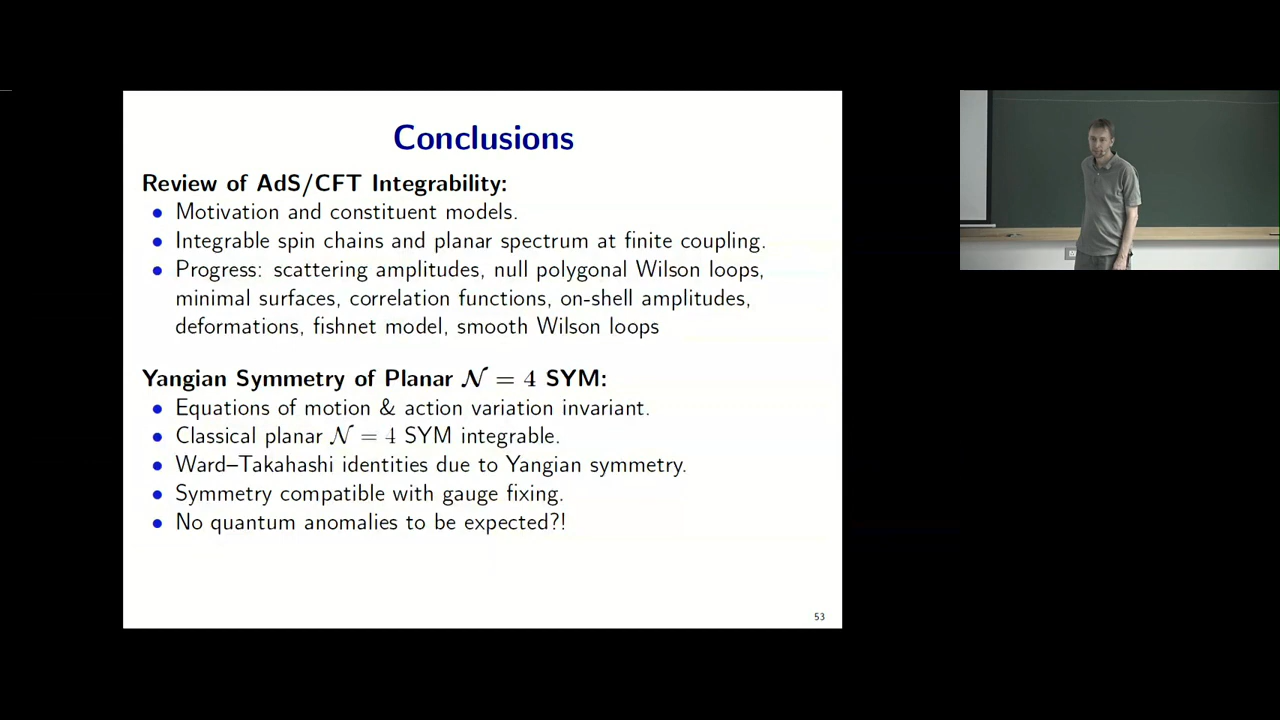 Conclusions
Review of AdS/CFT Integrability:
• Motivation and constituent models.
• Integrable spin chains and planar spectrum at finite coupling.
• Progress: scattering amplitudes, null polygonal Wilson loops,
minimal surfaces, correlation functions, on-shell amplitudes,
deformations, fishnet model, smooth Wilson loops
Yangian Symmetry of Planar 𝒩 = 4 SYM:
• Equations of motion & action variation invariant.
• Classical planar 𝒩 = 4 SYM integrable.
• Ward–Takahashi identities due to Yangian symmetry.
• Symmetry compatible with gauge fixing.
• No quantum anomalies to be expected?!
53